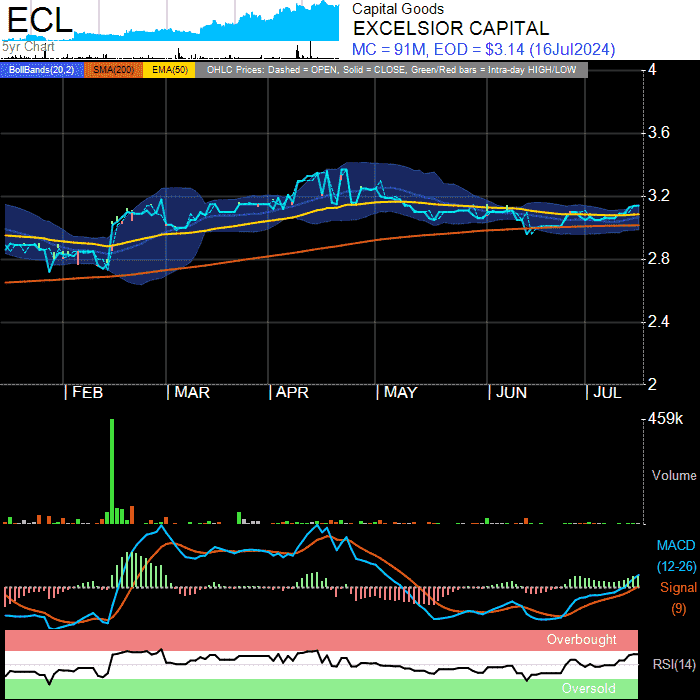 ECL
5yr Chart
Capital Goods
EXCELSIOR CAPITAL
MC = 91M, EOD = $3.14 (16Jul2024)
BollBands(20,2) SMA(200) EMA(50) OHLC Prices: Dashed = OPEN, Solid = CLOSE, Green/Red bars = Intra-day HIGH/LOW
4
3.6
3.2
2.8
2.4
2
FEB MAR APR MAY JUN JUL
459k
Volume
MACD
(12-26)
Signal
(9)
Overbought
RSI(14)
Oversold